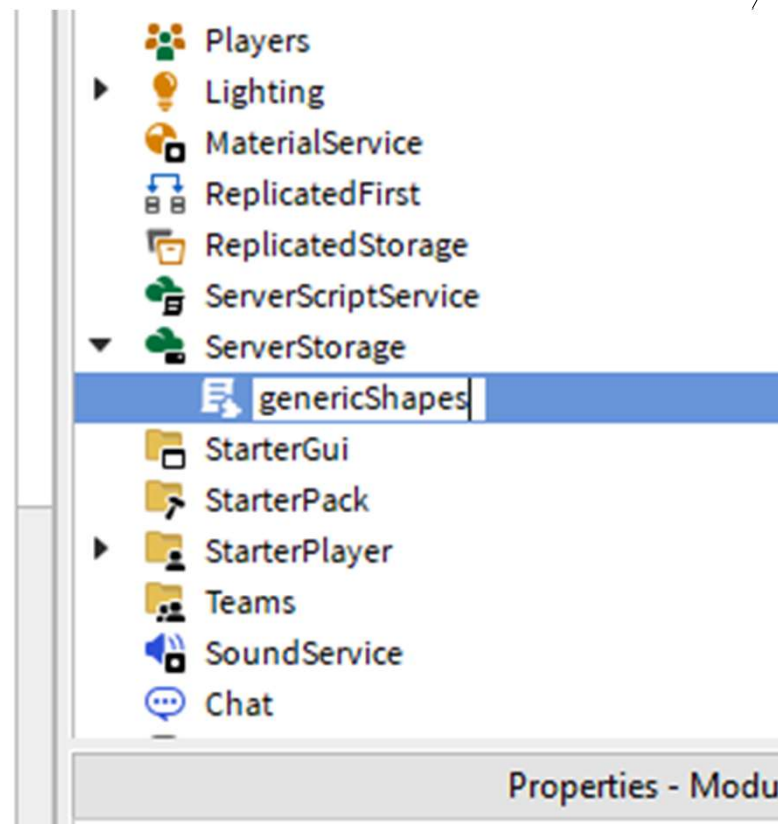 Players
Lighting
MaterialService
ReplicatedFirst
ReplicatedStorage
ServerScriptService
ServerStorage
genericShapes
StarterGui
StarterPack
StarterPlayer
Teams
SoundService
Chat
Properties - Modu